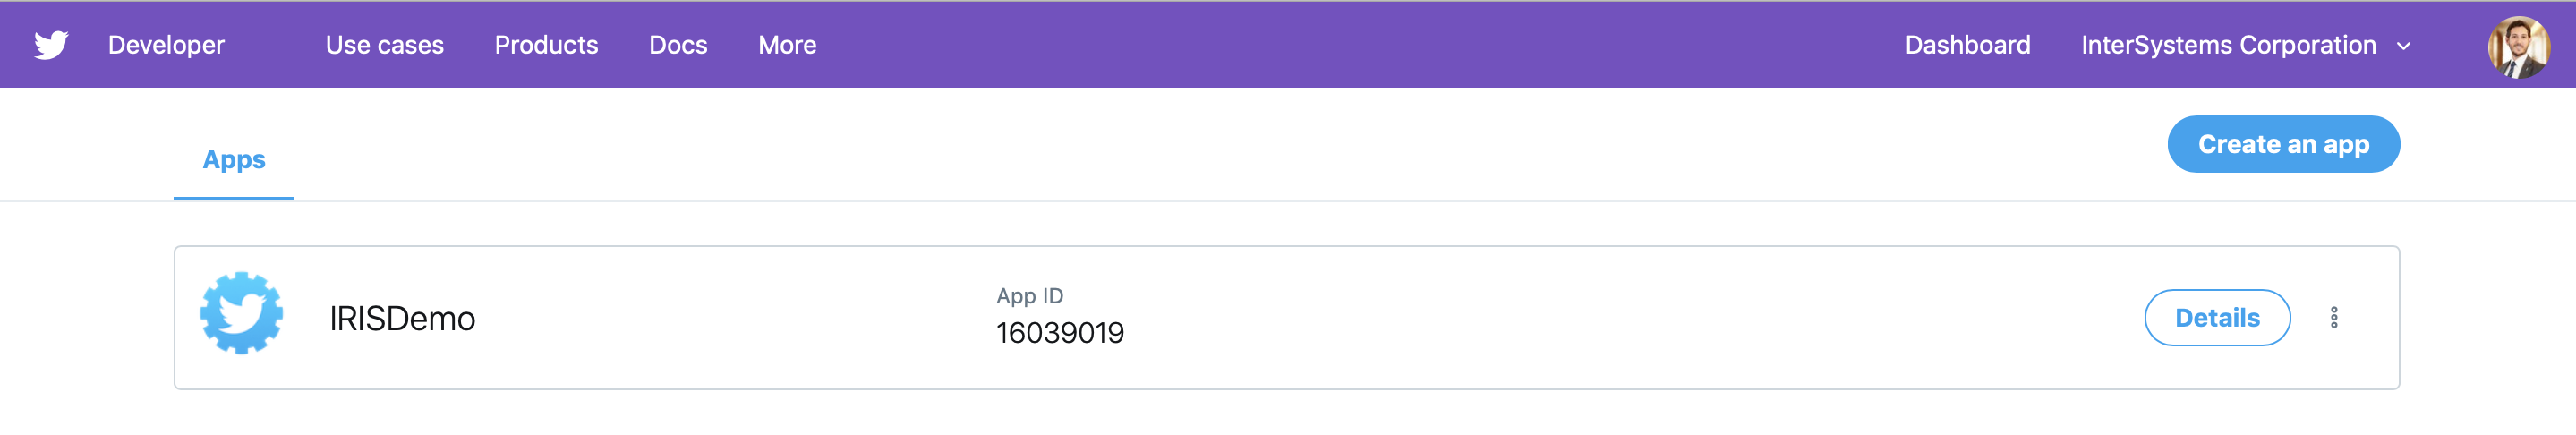 Developer Use cases Products Docs More Dashboard InterSystems Corporation
Apps
Create an app
IRISDemo
App ID
16039019
Details